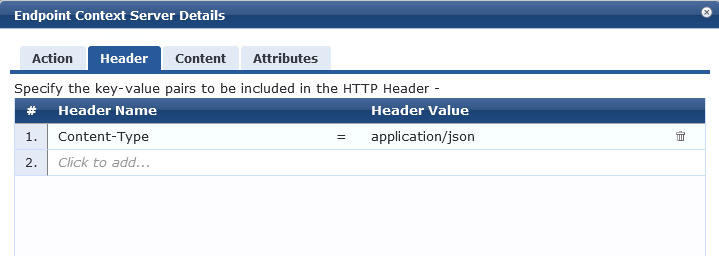 Endpoint Context Server Details
Action Header Content Attributes
Specify the key-value pairs to be included in the HTTP Header -
# Header Name Header Value
1. Content-Type = application/json
2. Click to add...